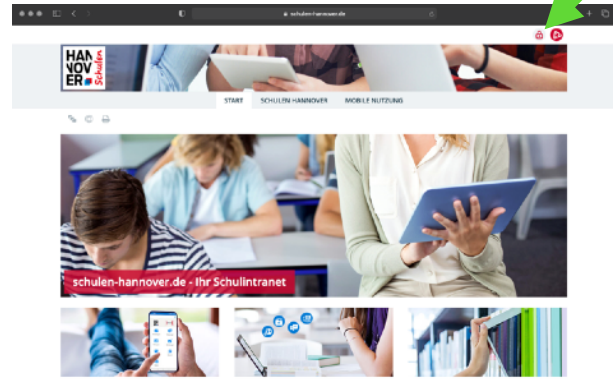 schulen-hannover.de
HAN
NOV
ER
Schulen
START SCHULEN HANNOVER MOBILE NUTZUNG
schulen-hannover.de - Ihr Schulintranet